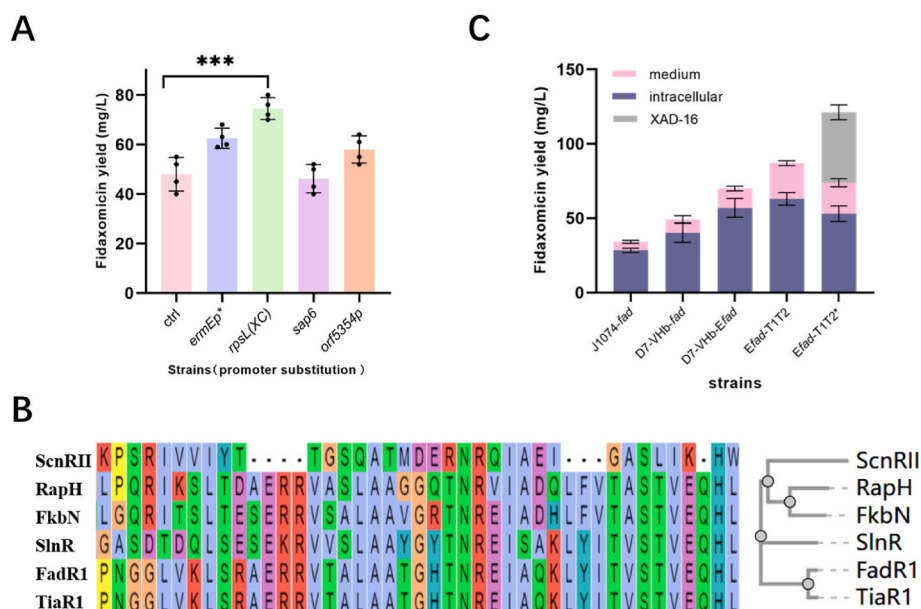 A
***
Fidaxomicin yield (mg/L)
80
60
40
20
0
ctrl
ermEp*
rpsL(XC)
sap6
orf5354p
Strains(promoter substitution)
C
Fidaxomicin yield (mg/L)
150
100
50
0
medium
intracellular
XAD-16
J1074-fad
D7-VHb-fad
D7-VHb-Efad
Efad-T1T2
Efad-T1T2*
strains
B
ScnRII KPSRIVVIYT----TGSQATMDERNRQIAEI---GASLIK-HW
RapH LPQRIKSLTDAERRVASLAAGGQTNRVIADQLFVTASTVEQHL
FkbN LGQRITSLTESERRVSALAAVGRTNREIADHLFVTASTVEQHL
SlnR GASDTDQLSESEKRVVSLAAYGYTNREISAKLYITVSTVEQHL
FadR1 PNGGLVKLSRAERRVTALAATGHTNREIAQKLYITVSTVEQHL
TiaR1 PNGGLVKLSRAERRVTALAATGHTNREIAQKLYITVSTVEQHL
ScnRII
RapH
FkbN
SlnR
FadR1
TiaR1